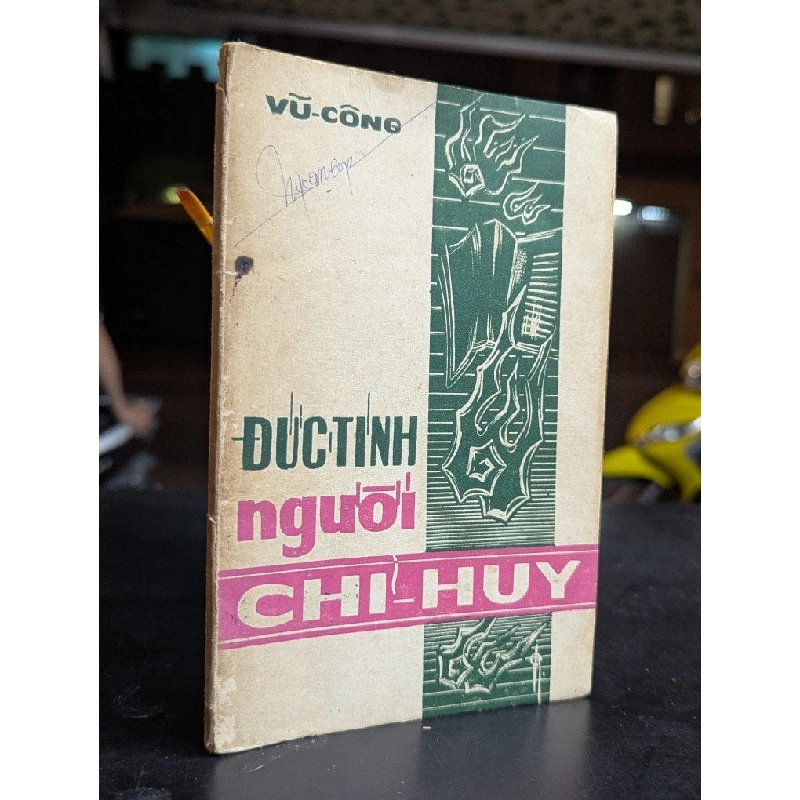 VŨ-CÔNG
ĐỨC TÍNH
người
CHỈ-HUY